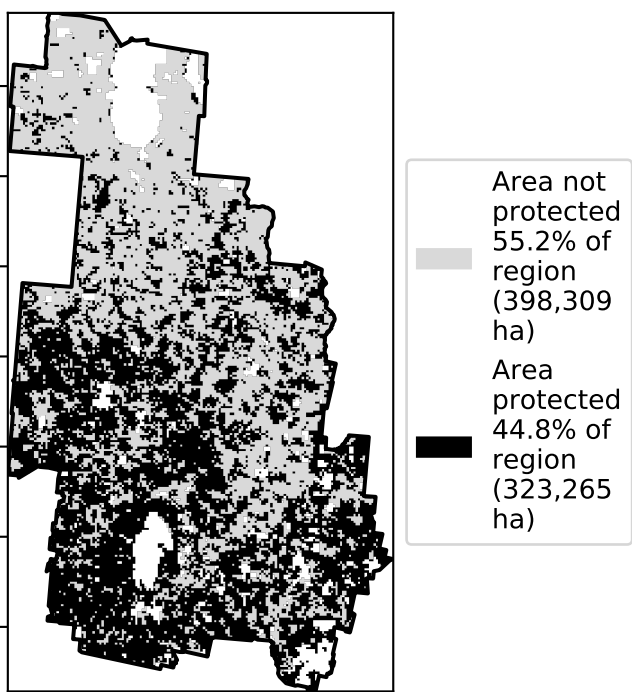 Area not
protected
55.2% of
region
(398,309
ha)
Area
protected
44.8% of
region
(323,265
ha)